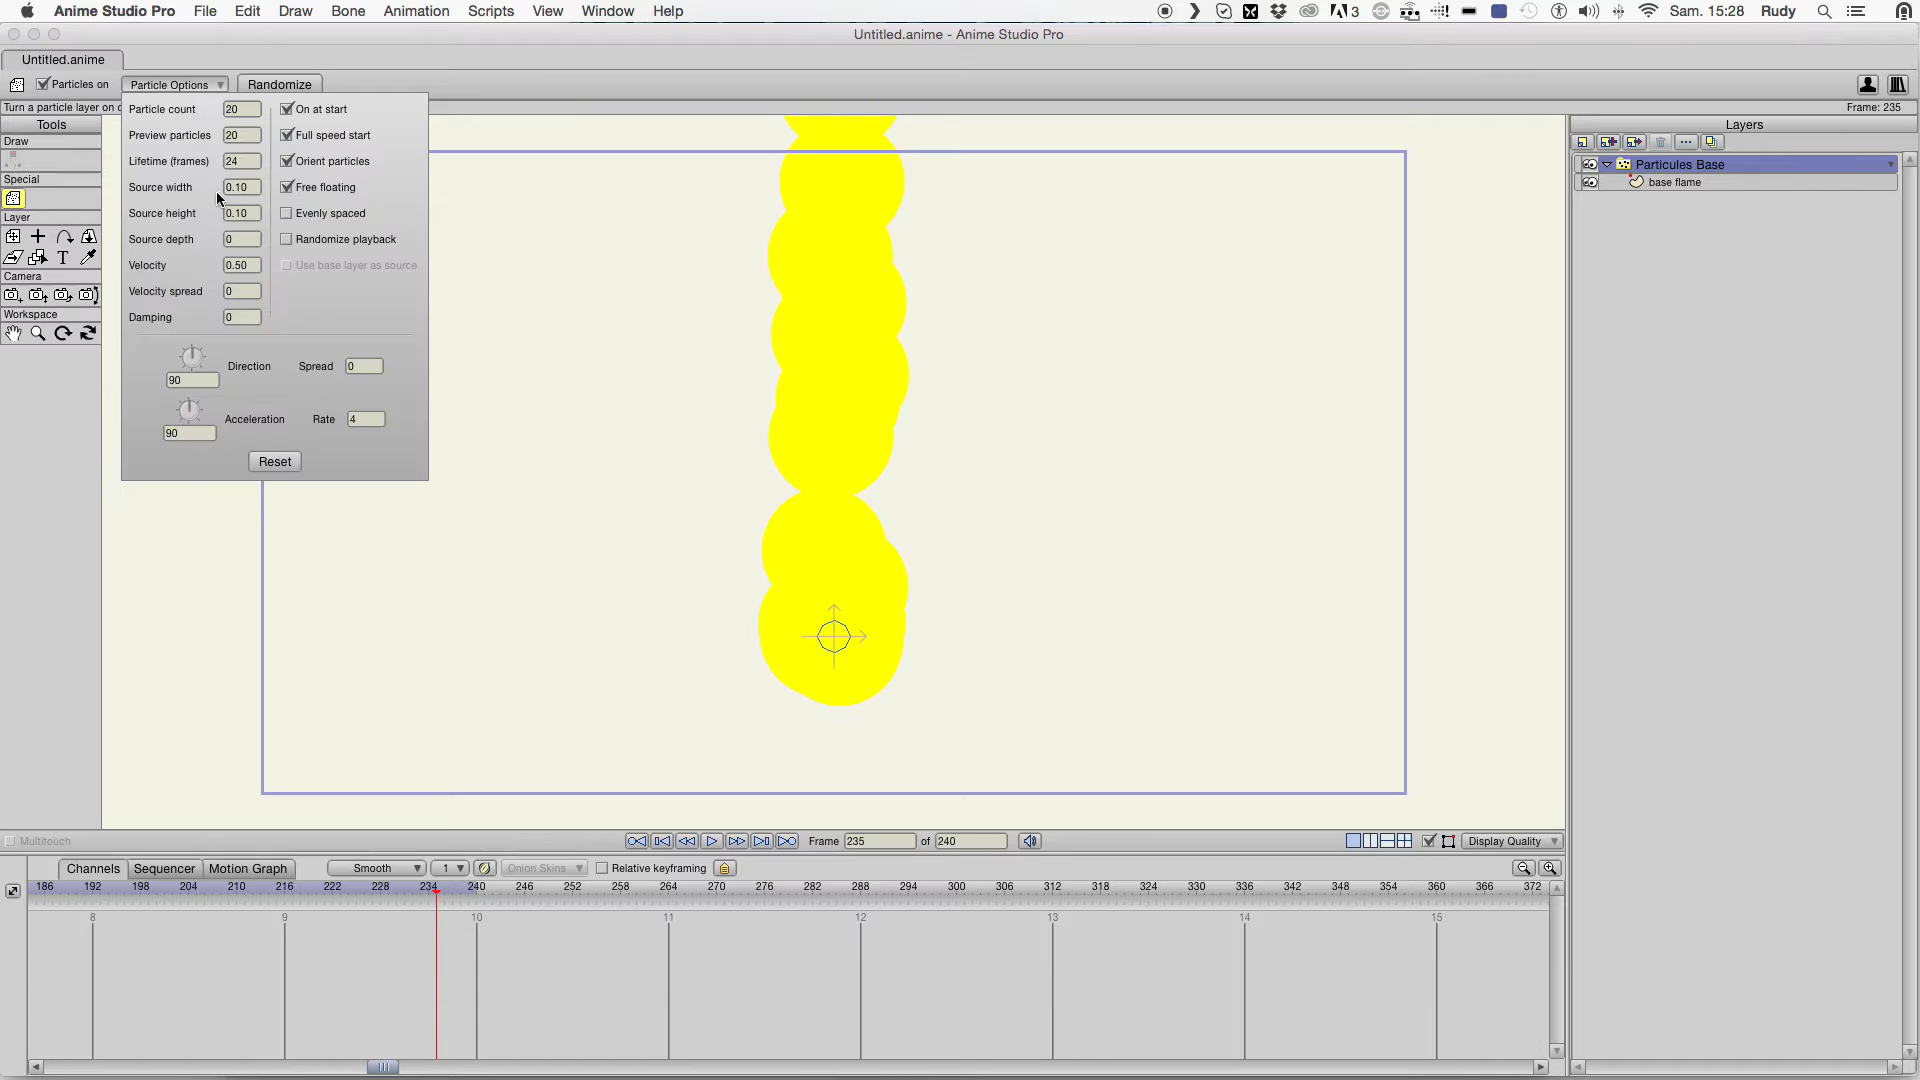 Anime Studio Pro File Edit Draw Bone Animation Scripts View Window Help 3 Sam. 15:28 Rudy
Untitled.anime - Anime Studio Pro
Untitled.anime
Particles on Particle Options Randomize
Turn a particle layer on o Frame: 235
Particle count 20 On at start
Preview particles 20 Full speed start
Lifetime (frames) 24 Orient particles
Source width 0.10 Free floating
Source height 0.10 Evenly spaced
Source depth 0 Randomize playback
Velocity 0.50 Use base layer as source
Velocity spread 0
Damping 0
Direction Spread 0
90
Acceleration Rate 4
90
Reset
Tools
Draw
Special
Layer
T
Camera
Workspace
Layers
Particules Base
base flame
Multitouch Frame 235 of 240 Display Quality
Channels Sequencer Motion Graph Smooth 1 Onion Skins Relative keyframing
186 192 198 204 210 216 222 228 234 240 246 252 258 264 270 276 282 288 294 300 306 312 318 324 330 336 342 348 354 360 366 372
8 9 10 11 12 13 14 15